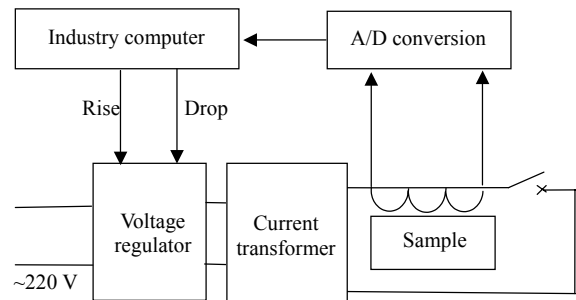 Industry computer
A/D conversion
Rise
Drop
Voltage
regulator
Current
transformer
Sample
~220 V